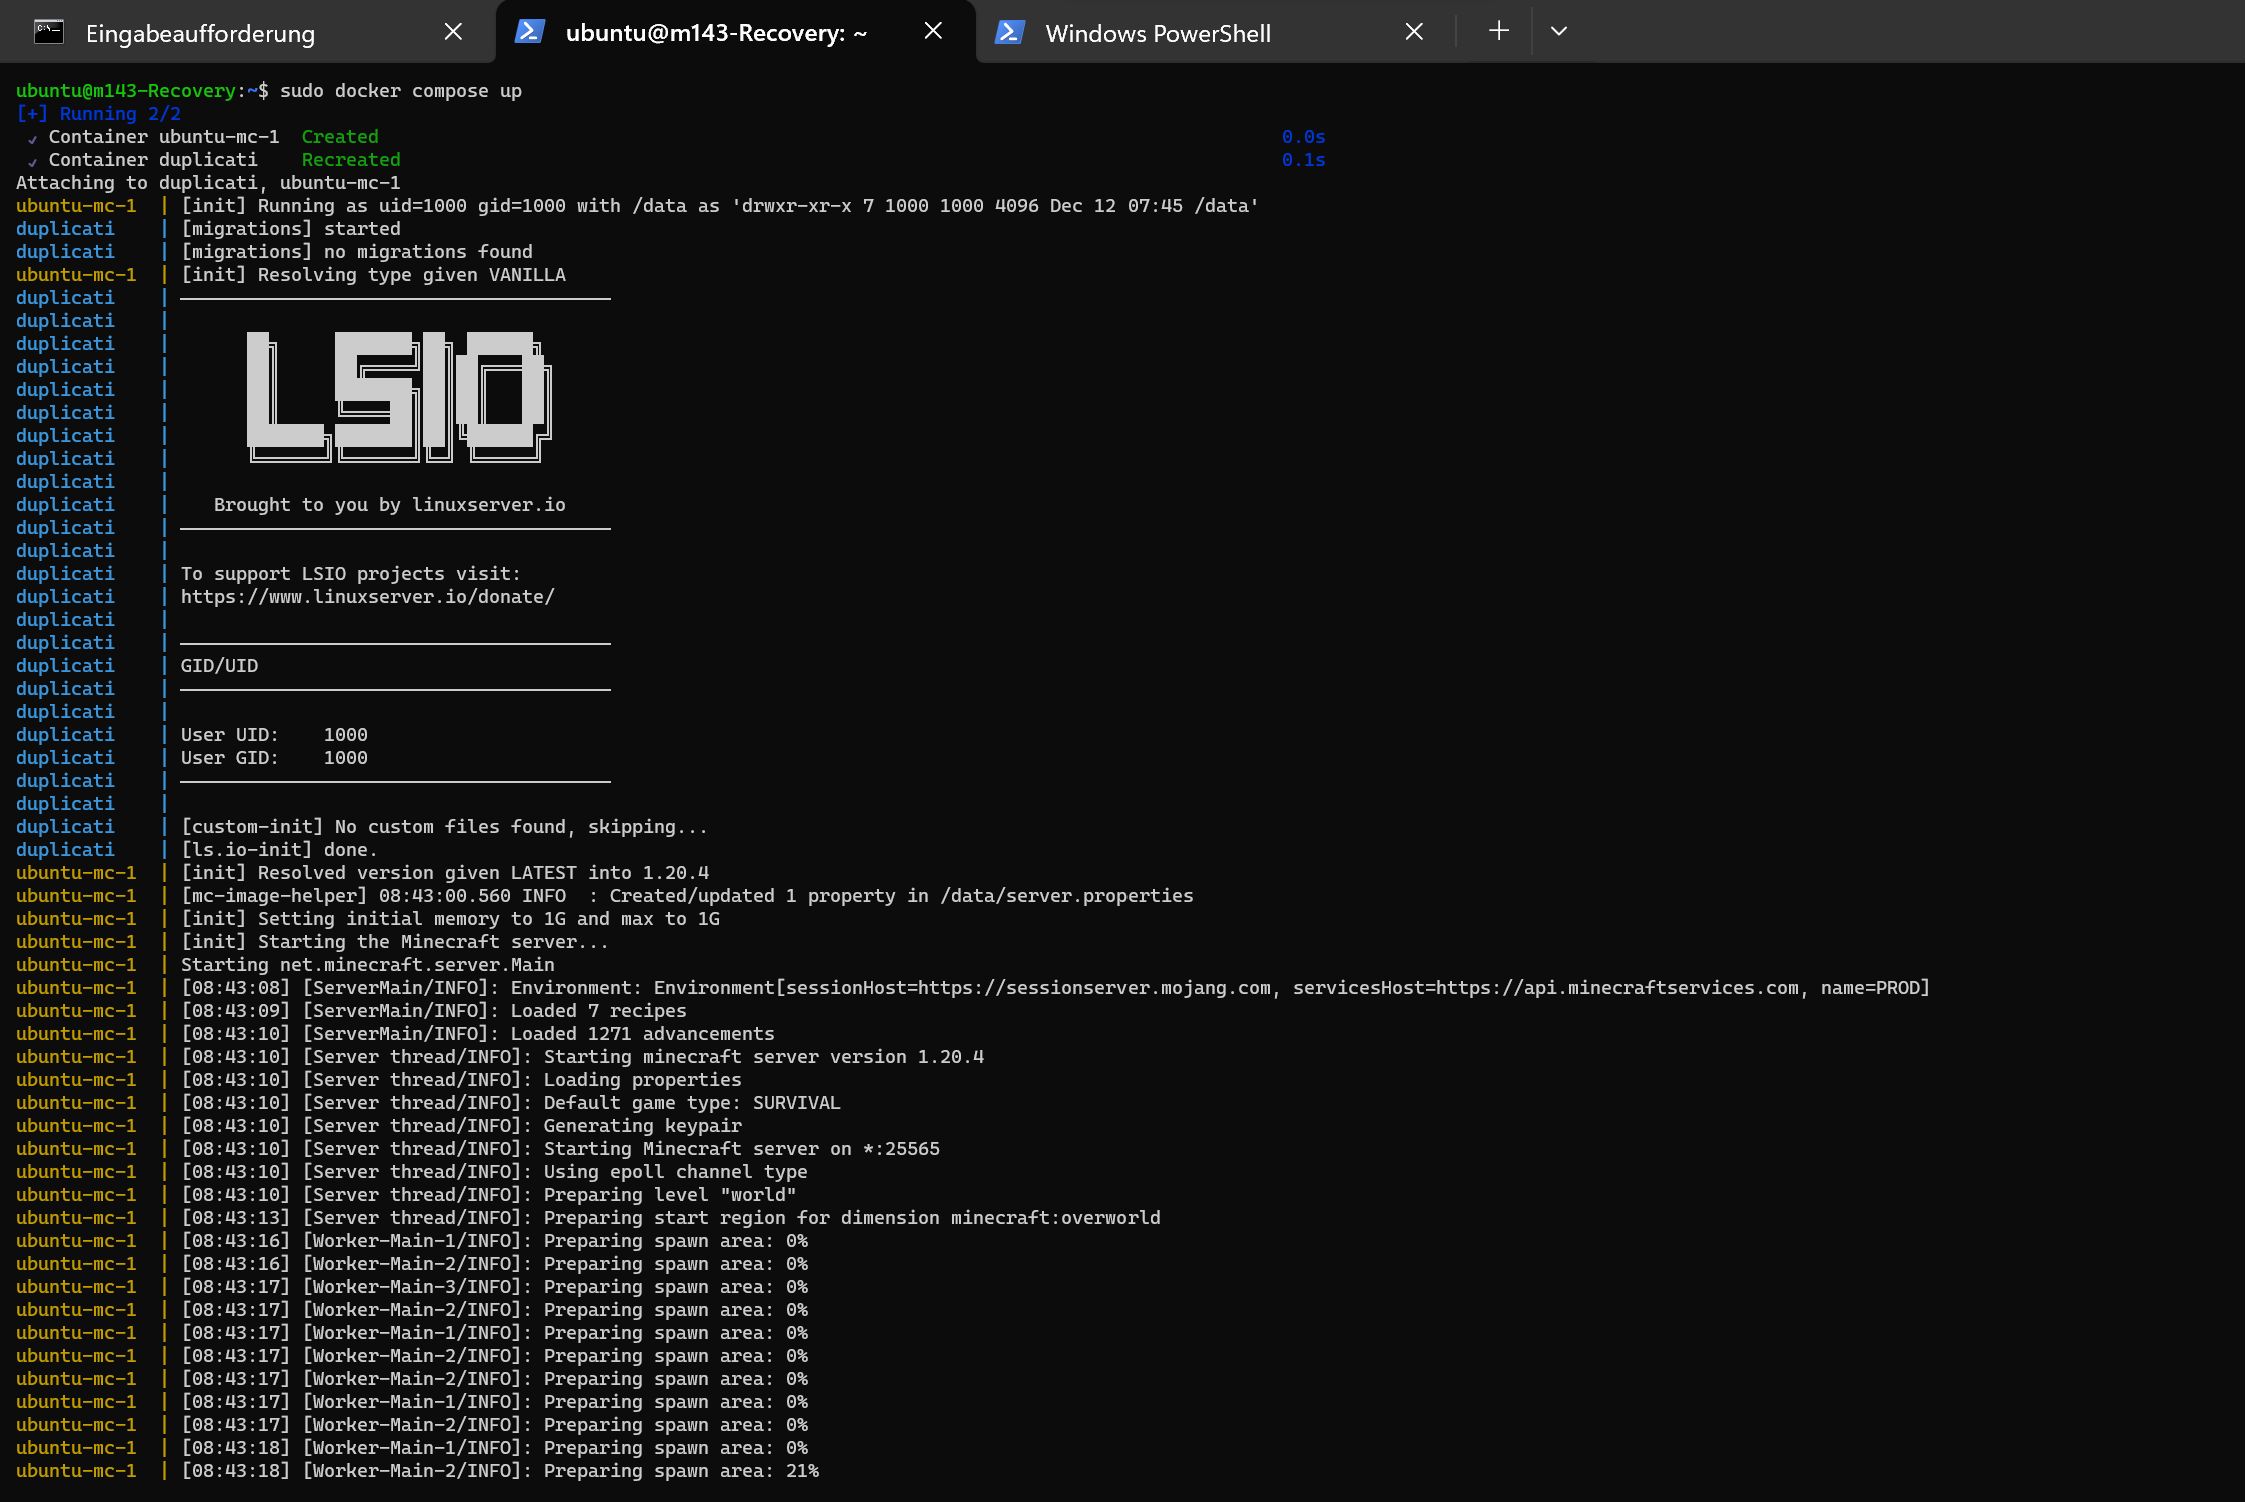 Eingabeaufforderung
ubuntu@m143-Recovery: ~
Windows PowerShell
ubuntu@m143-Recovery:~$ sudo docker compose up
[+] Running 2/2
✓ Container ubuntu-mc-1  Created 0.0s
✓ Container duplicati    Recreated 0.1s
Attaching to duplicati, ubuntu-mc-1
ubuntu-mc-1  | [init] Running as uid=1000 gid=1000 with /data as 'drwxr-xr-x 7 1000 1000 4096 Dec 12 07:45 /data'
duplicati    | [migrations] started
duplicati    | [migrations] no migrations found
ubuntu-mc-1  | [init] Resolving type given VANILLA
duplicati    | ───────────────────────────────────────
duplicati    |
duplicati    |
duplicati    |
duplicati    | LSIO
duplicati    |
duplicati    |
duplicati    |
duplicati    |
duplicati    |   Brought to you by linuxserver.io
duplicati    | ───────────────────────────────────────
duplicati    |
duplicati    | To support LSIO projects visit:
duplicati    | https://www.linuxserver.io/donate/
duplicati    |
duplicati    | ───────────────────────────────────────
duplicati    | GID/UID
duplicati    | ───────────────────────────────────────
duplicati    |
duplicati    | User UID:    1000
duplicati    | User GID:    1000
duplicati    | ───────────────────────────────────────
duplicati    |
duplicati    | [custom-init] No custom files found, skipping...
duplicati    | [ls.io-init] done.
ubuntu-mc-1  | [init] Resolved version given LATEST into 1.20.4
ubuntu-mc-1  | [mc-image-helper] 08:43:00.560 INFO  : Created/updated 1 property in /data/server.properties
ubuntu-mc-1  | [init] Setting initial memory to 1G and max to 1G
ubuntu-mc-1  | [init] Starting the Minecraft server...
ubuntu-mc-1  | Starting net.minecraft.server.Main
ubuntu-mc-1  | [08:43:08] [ServerMain/INFO]: Environment: Environment[sessionHost=https://sessionserver.mojang.com, servicesHost=https://api.minecraftservices.com, name=PROD]
ubuntu-mc-1  | [08:43:09] [ServerMain/INFO]: Loaded 7 recipes
ubuntu-mc-1  | [08:43:10] [ServerMain/INFO]: Loaded 1271 advancements
ubuntu-mc-1  | [08:43:10] [Server thread/INFO]: Starting minecraft server version 1.20.4
ubuntu-mc-1  | [08:43:10] [Server thread/INFO]: Loading properties
ubuntu-mc-1  | [08:43:10] [Server thread/INFO]: Default game type: SURVIVAL
ubuntu-mc-1  | [08:43:10] [Server thread/INFO]: Generating keypair
ubuntu-mc-1  | [08:43:10] [Server thread/INFO]: Starting Minecraft server on *:25565
ubuntu-mc-1  | [08:43:10] [Server thread/INFO]: Using epoll channel type
ubuntu-mc-1  | [08:43:10] [Server thread/INFO]: Preparing level "world"
ubuntu-mc-1  | [08:43:13] [Server thread/INFO]: Preparing start region for dimension minecraft:overworld
ubuntu-mc-1  | [08:43:16] [Worker-Main-1/INFO]: Preparing spawn area: 0%
ubuntu-mc-1  | [08:43:16] [Worker-Main-2/INFO]: Preparing spawn area: 0%
ubuntu-mc-1  | [08:43:17] [Worker-Main-3/INFO]: Preparing spawn area: 0%
ubuntu-mc-1  | [08:43:17] [Worker-Main-2/INFO]: Preparing spawn area: 0%
ubuntu-mc-1  | [08:43:17] [Worker-Main-1/INFO]: Preparing spawn area: 0%
ubuntu-mc-1  | [08:43:17] [Worker-Main-2/INFO]: Preparing spawn area: 0%
ubuntu-mc-1  | [08:43:17] [Worker-Main-2/INFO]: Preparing spawn area: 0%
ubuntu-mc-1  | [08:43:17] [Worker-Main-1/INFO]: Preparing spawn area: 0%
ubuntu-mc-1  | [08:43:17] [Worker-Main-2/INFO]: Preparing spawn area: 0%
ubuntu-mc-1  | [08:43:18] [Worker-Main-1/INFO]: Preparing spawn area: 0%
ubuntu-mc-1  | [08:43:18] [Worker-Main-2/INFO]: Preparing spawn area: 21%